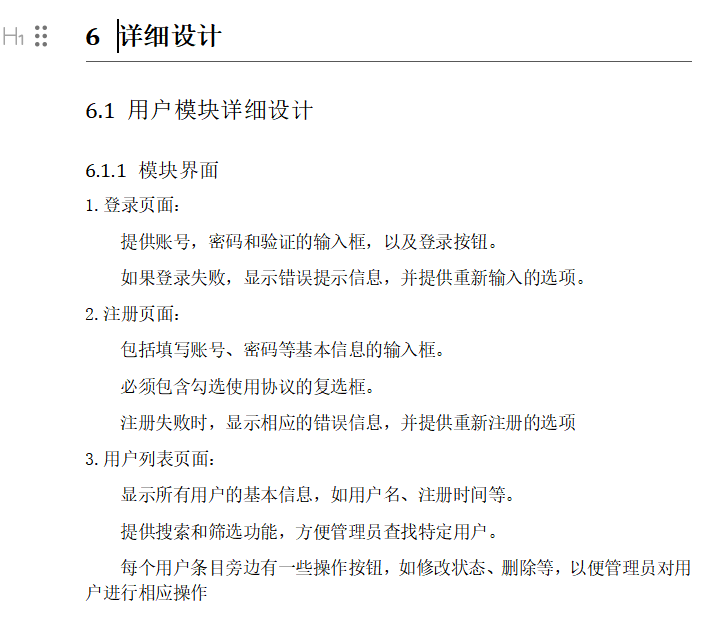 H1
6 详细设计
6.1 用户模块详细设计
6.1.1 模块界面
1.登录页面：
提供账号，密码和验证的输入框，以及登录按钮。
如果登录失败，显示错误提示信息，并提供重新输入的选项。
2.注册页面：
包括填写账号、密码等基本信息的输入框。
必须包含勾选使用协议的复选框。
注册失败时，显示相应的错误信息，并提供重新注册的选项
3.用户列表页面：
显示所有用户的基本信息，如用户名、注册时间等。
提供搜索和筛选功能，方便管理员查找特定用户。
每个用户条目旁边有一些操作按钮，如修改状态、删除等，以便管理员对用
户进行相应操作